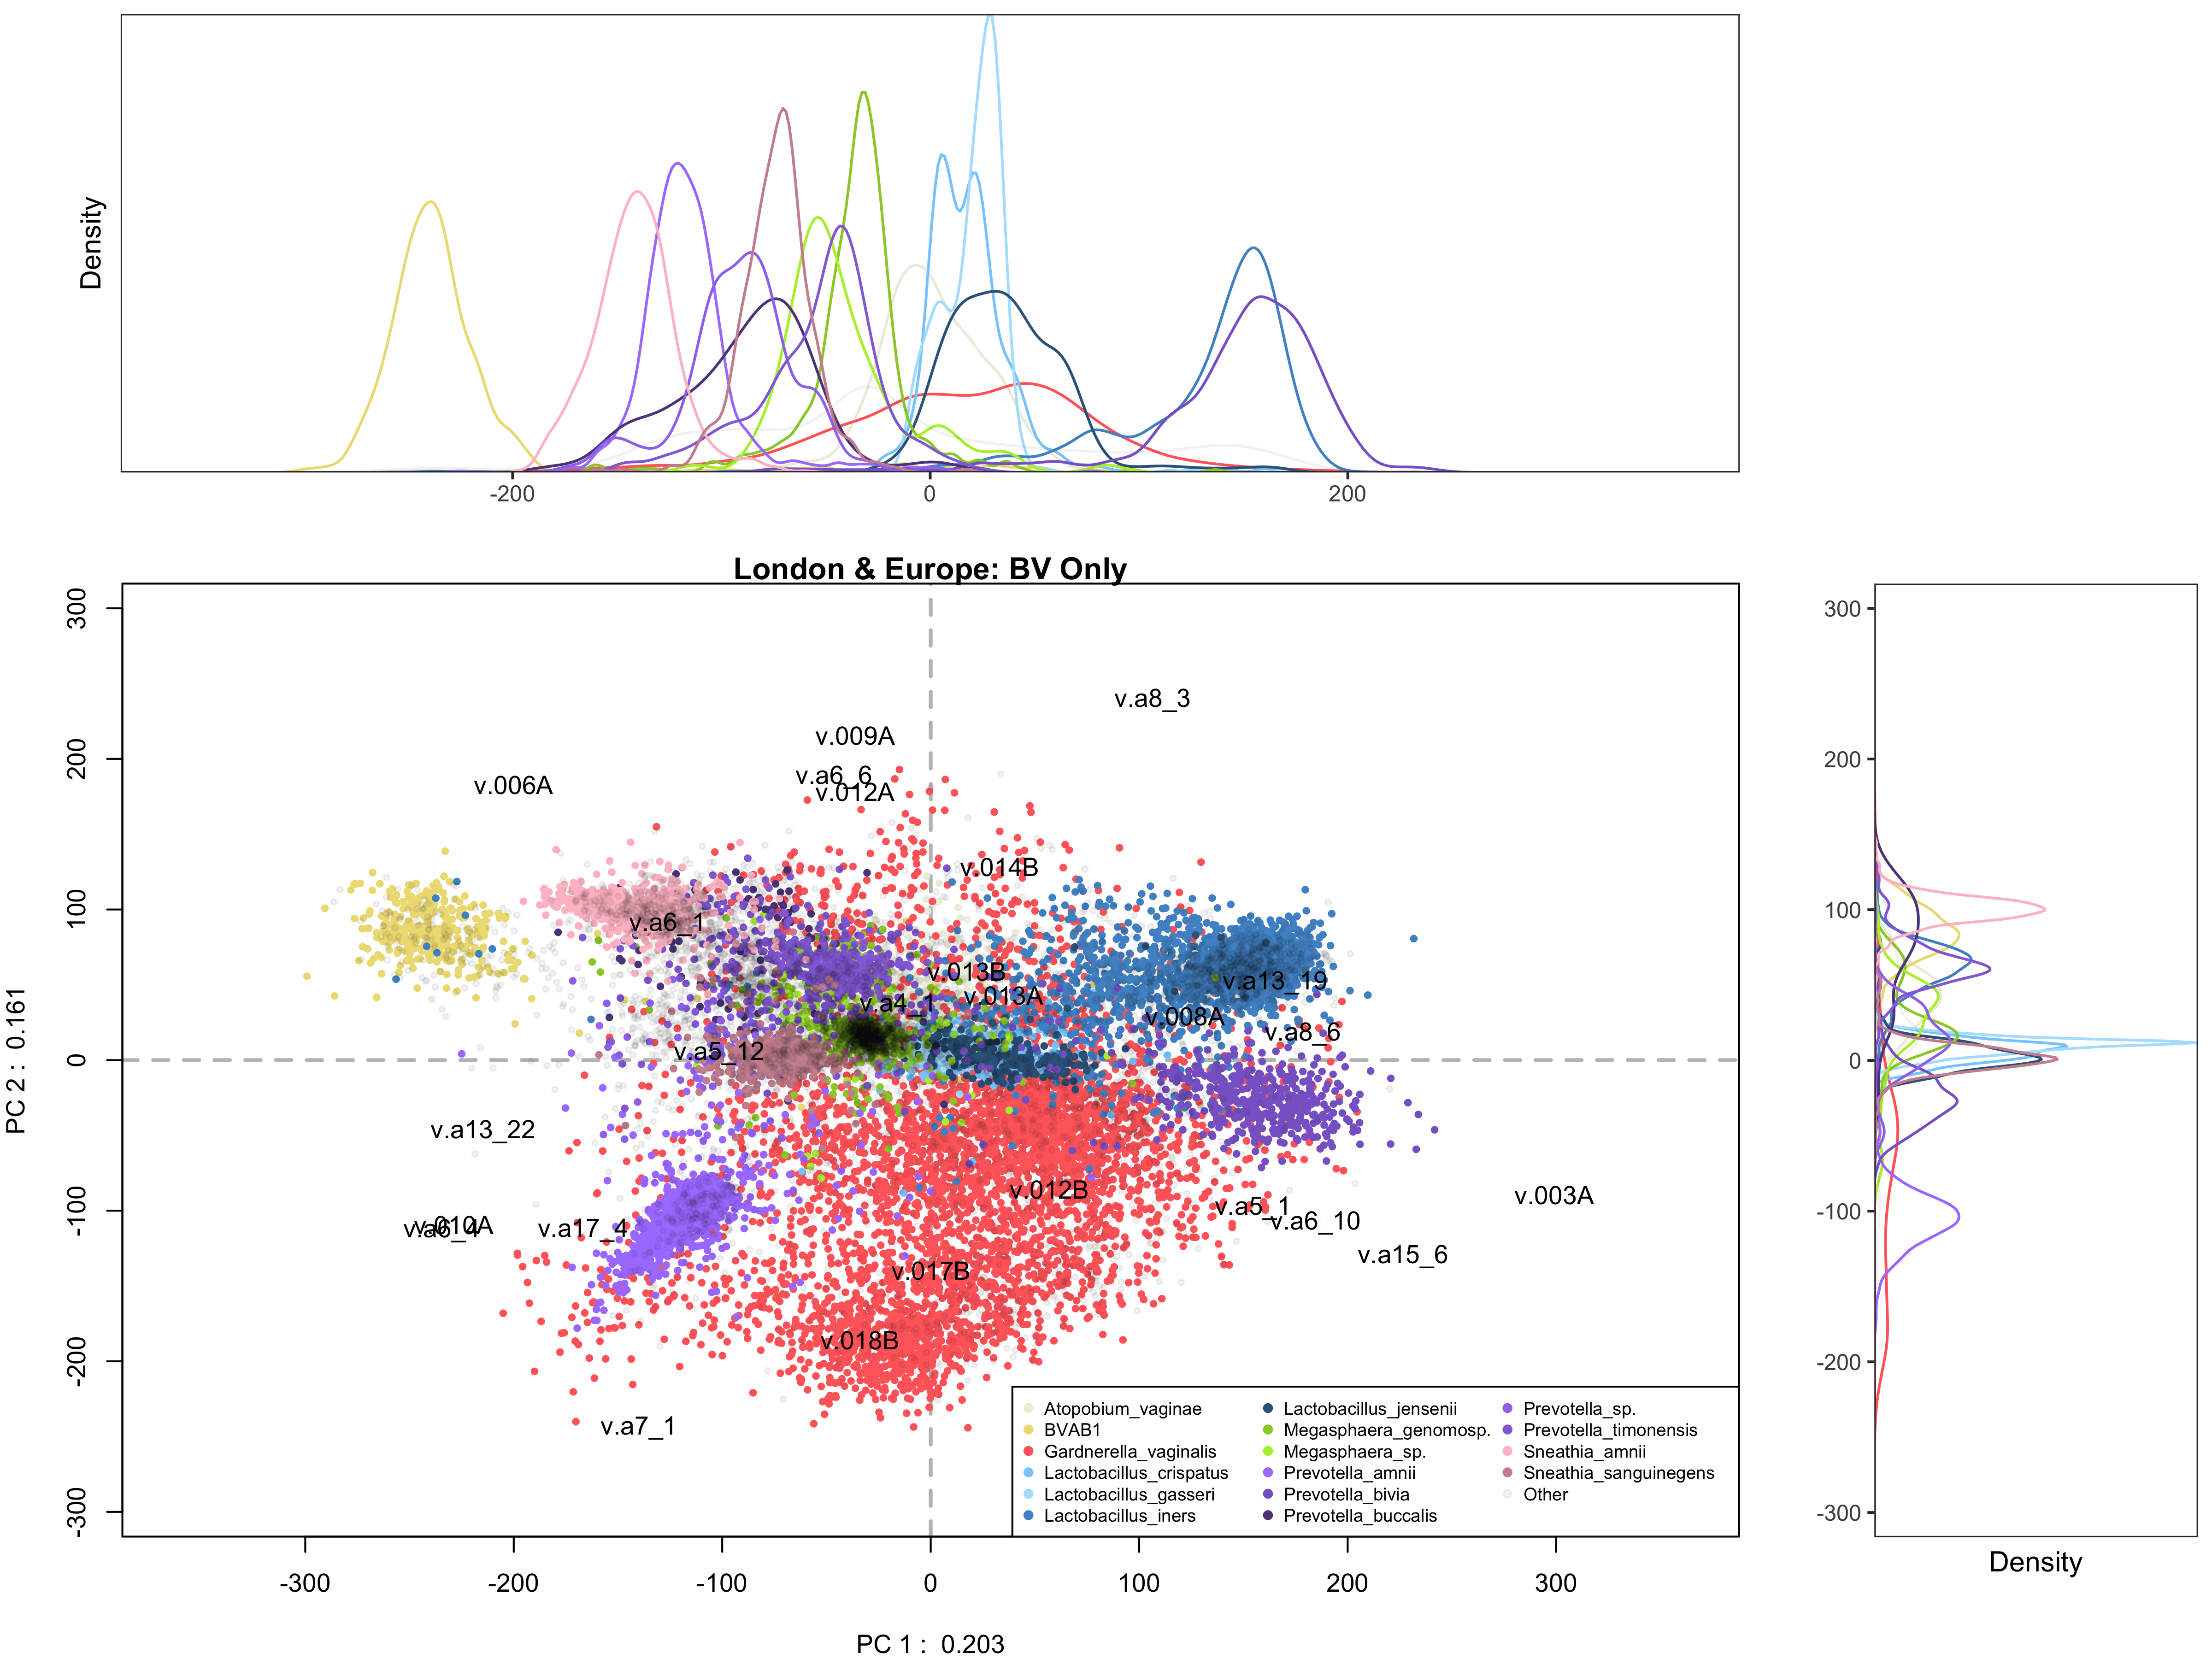 Density
-200 0 200
London & Europe: BV Only
PC 2 : 0.161
300
200
100
0
-100
-200
-300
v.a8_3
v.009A
v.a6_6
v.006A
v.012A
v.014B
v.a6_1
v.013B
v.a13_19
v.013A
v.a4_1
v.008A
v.a8_6
v.a5_12
v.a13_22
v.012B
v.003A
v.a5_1
v.a6_10
v.010A
v.a6_4
v.a17_4
v.a15_6
v.017B
v.018B
v.a7_1
Atopobium_vaginae
BVAB1
Gardnerella_vaginalis
Lactobacillus_crispatus
Lactobacillus_gasseri
Lactobacillus_iners
Lactobacillus_jensenii
Megasphaera_genomosp.
Megasphaera_sp.
Prevotella_amnii
Prevotella_bivia
Prevotella_buccalis
Prevotella_sp.
Prevotella_timonensis
Sneathia_amnii
Sneathia_sanguinegens
Other
-300 -200 -100 0 100 200 300
PC 1 : 0.203
300
200
100
0
-100
-200
-300
Density